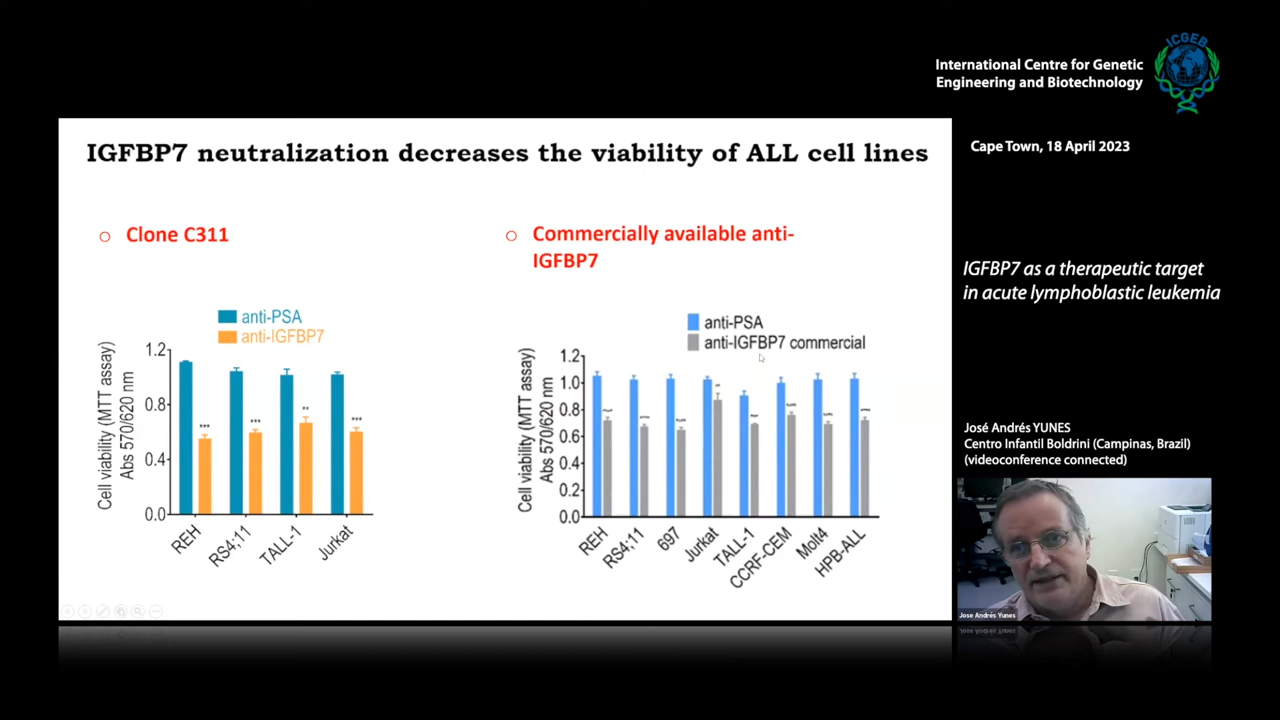 ICGEB
International Centre for Genetic
Engineering and Biotechnology
Cape Town, 18 April 2023
IGFBP7 as a therapeutic target
in acute lymphoblastic leukemia
José Andrés YUNES
Centro Infantil Boldrini (Campinas, Brazil)
(videoconference connected)
Jose Andrés Yunes
IGFBP7 neutralization decreases the viability of ALL cell lines
Clone C311
anti-PSA
anti-IGFBP7
Cell viability (MTT assay)
Abs 570/620 nm
1.2
0.8
0.4
0.0
***
***
**
***
REH
RS4;11
TALL-1
Jurkat
Commercially available anti-
IGFBP7
anti-PSA
anti-IGFBP7 commercial
Cell viability (MTT assay)
Abs 570/620 nm
1.2
1.0
0.8
0.6
0.4
0.2
0.0
REH
RS4;11
697
Jurkat
TALL-1
CCRF-CEM
Molt4
HPB-ALL